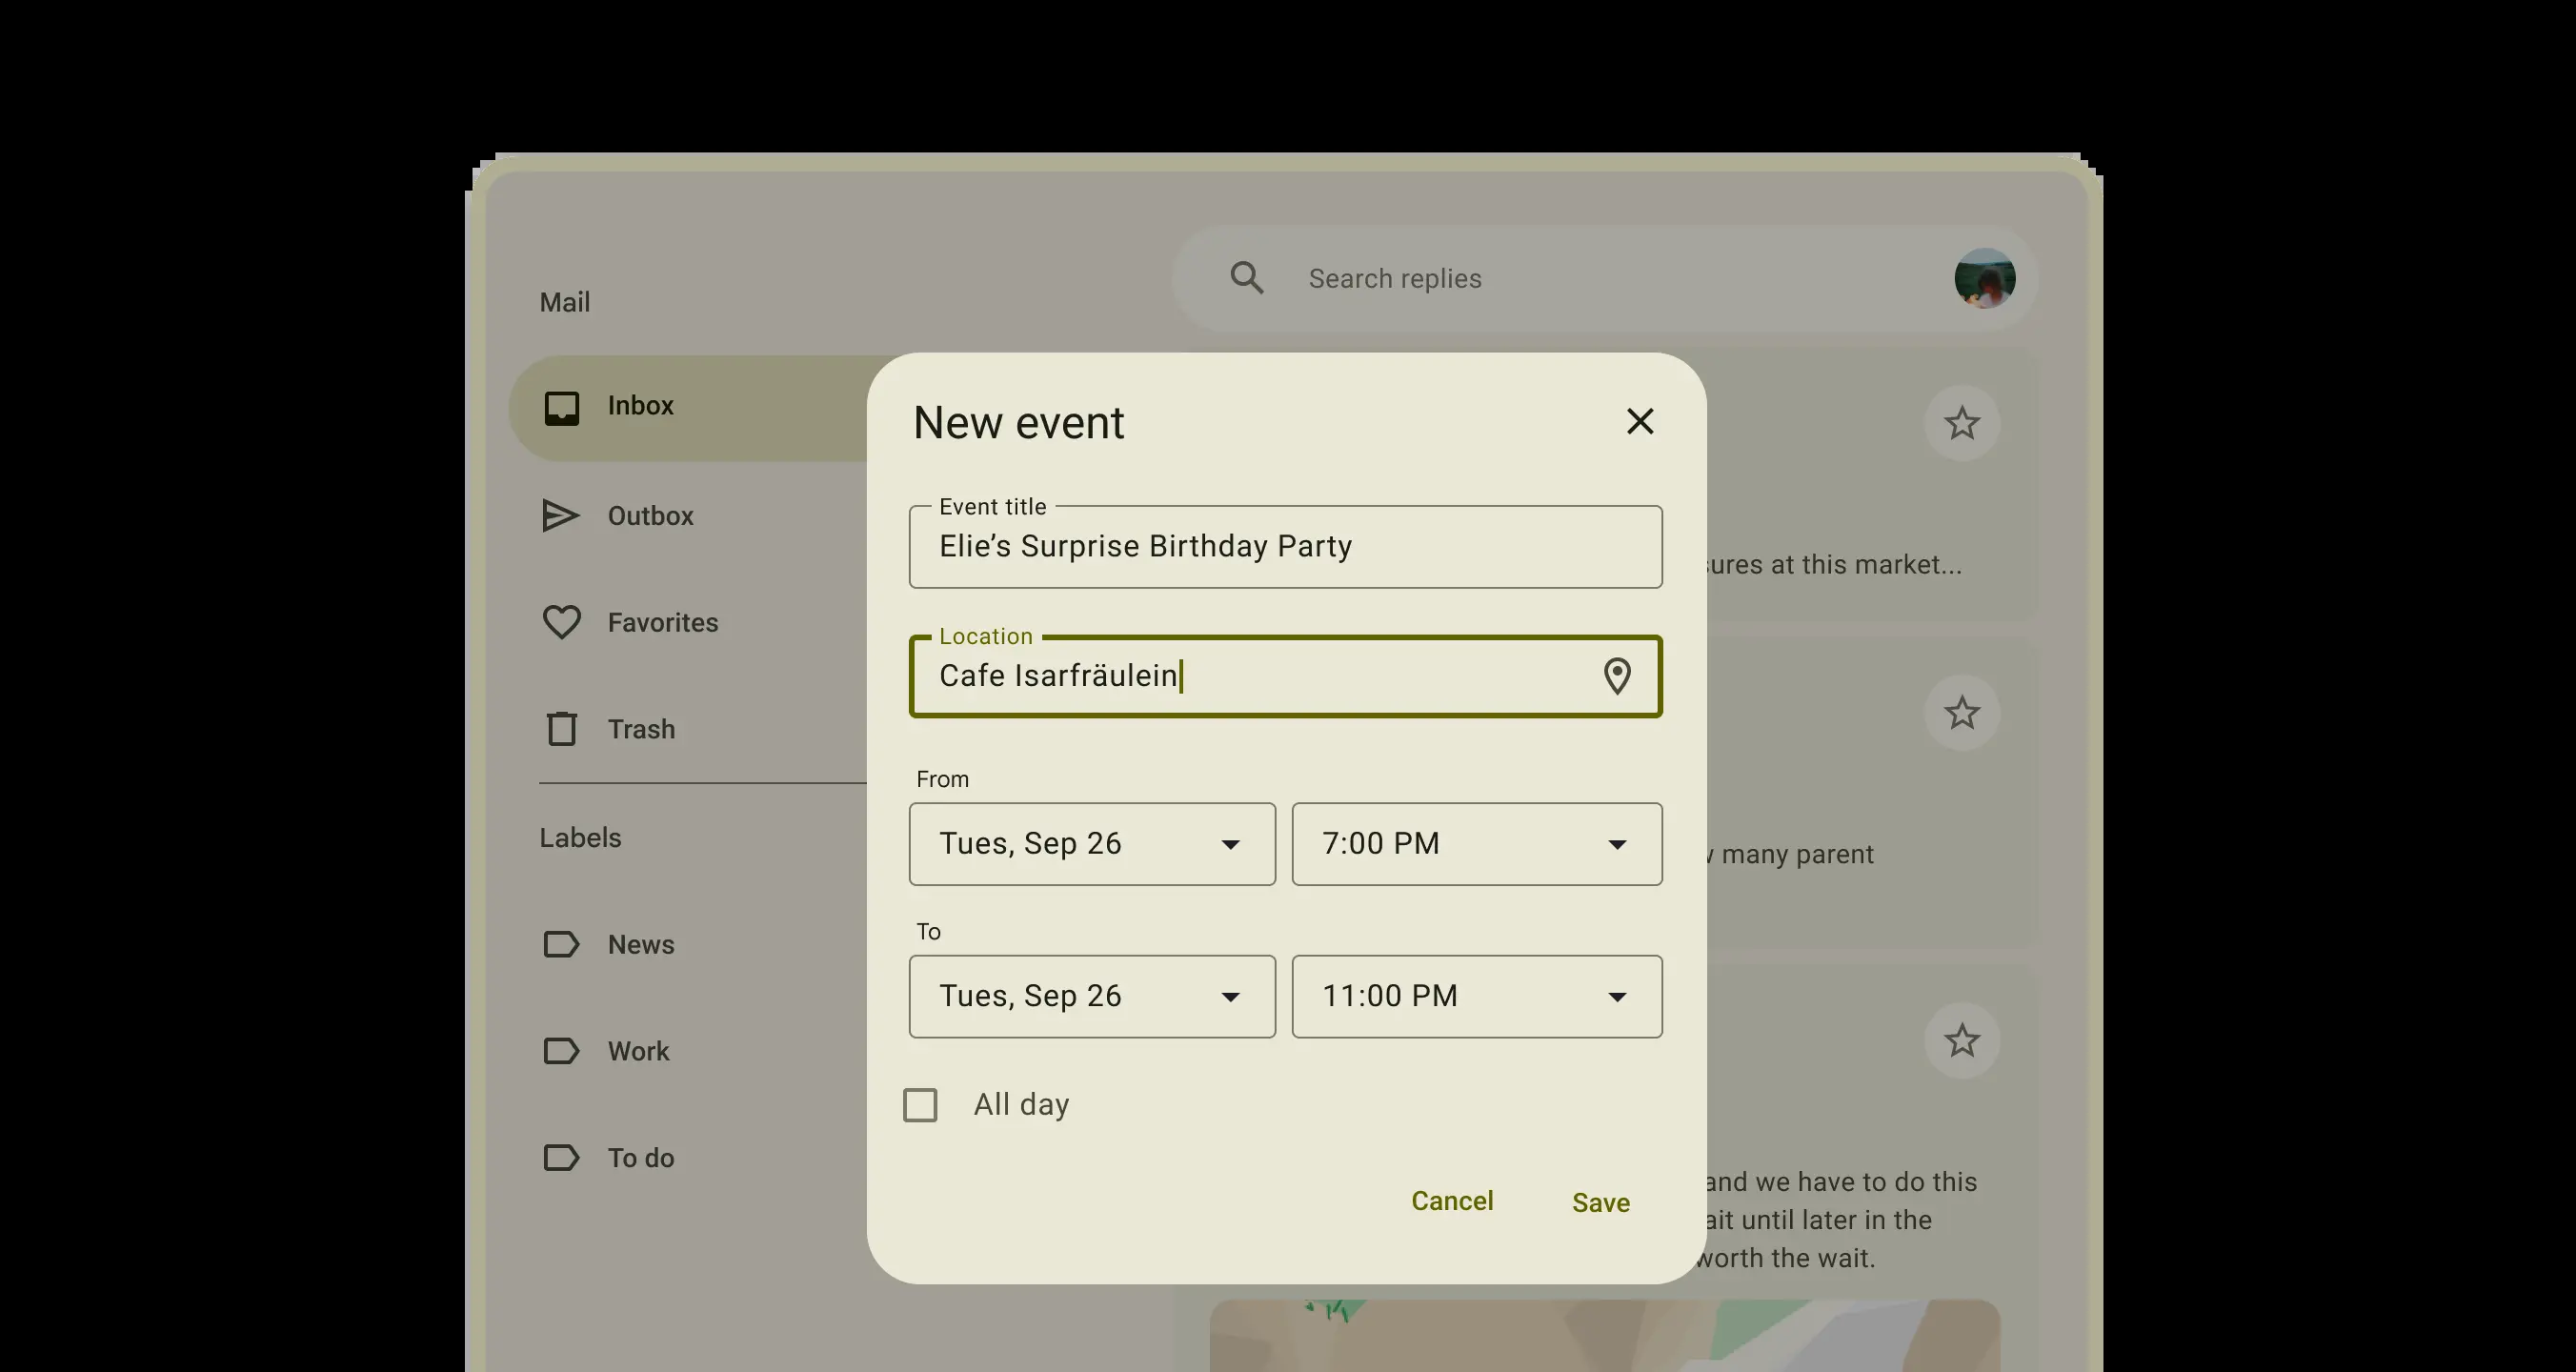 Mail
Inbox
Outbox
Favorites
Trash
Labels
News
Work
To do
Search replies
New event
Event title
Elie’s Surprise Birthday Party
Location
Cafe Isarfräulein
From
Tues, Sep 26
7:00 PM
To
Tues, Sep 26
11:00 PM
All day
Cancel
Save
at this market...
many parent
and we have to do this
until later in the
worth the wait.